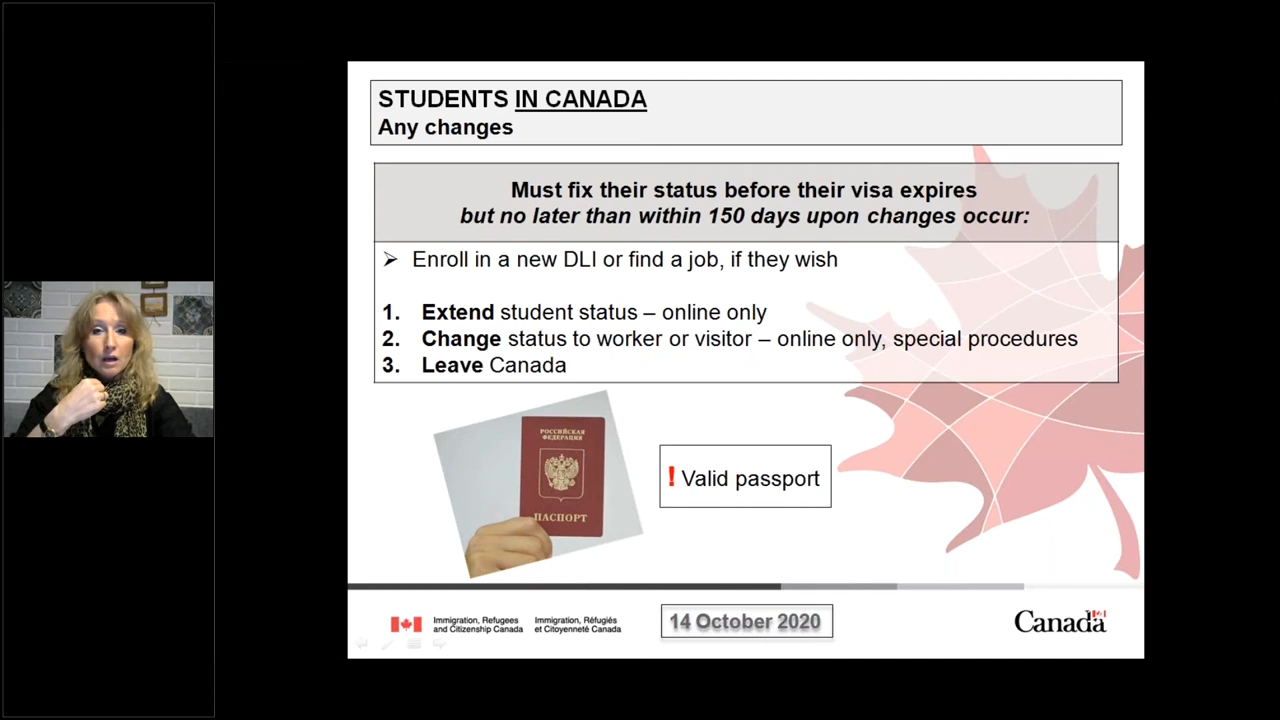 STUDENTS IN CANADA
Any changes
Must fix their status before their visa expires
but no later than within 150 days upon changes occur:
➢ Enroll in a new DLI or find a job, if they wish
1. Extend student status – online only
2. Change status to worker or visitor – online only, special procedures
3. Leave Canada
РОССИЙСКАЯ
ФЕДЕРАЦИЯ
ПАСПОРТ
! Valid passport
Immigration, Refugees
and Citizenship Canada
Immigration, Réfugiés
et Citoyenneté Canada
14 October 2020
Canada